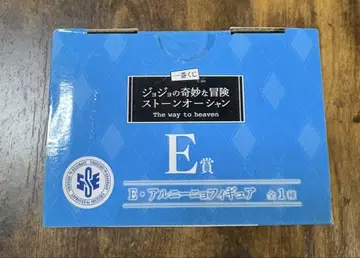 一番くじ
ジョジョの奇妙な冒険
ストーンオーシャン
The way to heaven
E賞
E・アルニーニョフィギュア 全1種